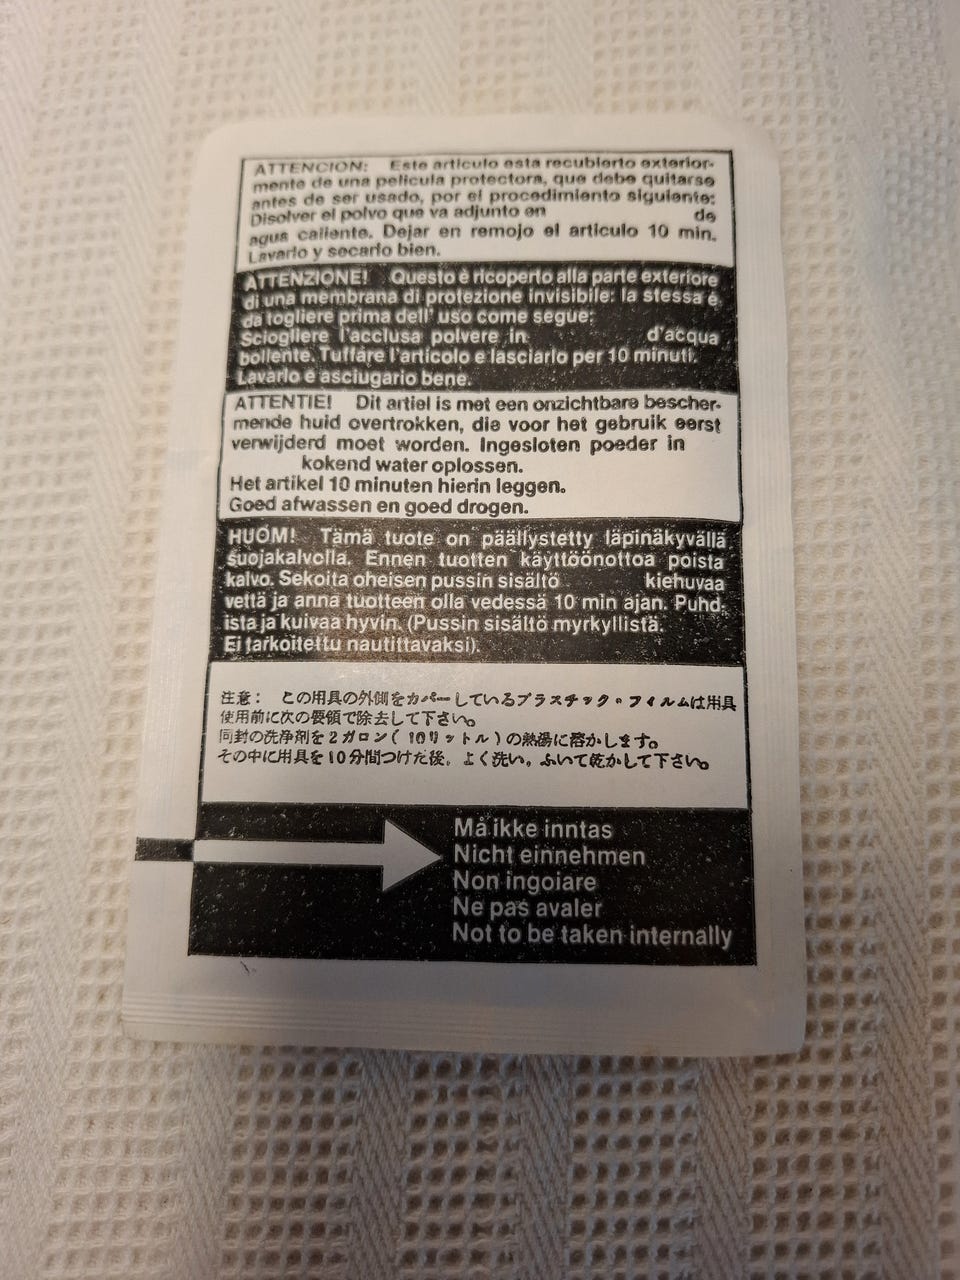 ATTENCION: Este articulo esta recubierto exterior-
mente de una pelicula protectora, que debe quitarse
antes de ser usado, por el procedimiento siguiente:
Disolver el polvo que va adjunto en de
agua caliente. Dejar en remojo el articulo 10 min.
Lavarlo y secarlo bien.
ATTENZIONE! Questo è ricoperto alla parte exteriore
di una membrana di protezione invisibile: la stessa è
da togliere prima dell' uso come segue:
Sciogliere l'acclusa polvere in d'acqua
bollente. Tuffare l'articolo e lasciarlo per 10 minuti.
Lavarlo e asciugario bene.
ATTENTIE! Dit artiel is met een onzichtbare bescher-
mende huid overtrokken, die voor het gebruik eerst
verwijderd moet worden. Ingesloten poeder in
kokend water oplossen.
Het artikel 10 minuten hierin leggen.
Goed afwassen en goed drogen.
HUOM! Tämä tuote on päällystetty läpinäkyvällä
suojakalvolla. Ennen tuotten käyttöönottoa poista
kalvo. Sekoita oheisen pussin sisältö kiehuvaa
vettä ja anna tuotteen olla vedessä 10 min ajan. Puhd-
ista ja kuivaa hyvin. (Pussin sisältö myrkyllistä.
Ei tarkoitettu nautittavaksi).
注意： この用具の外側をカバーしているプラスチック・フィルムは用具
使用前に次の要領で除去して下さい。
同封の洗浄剤を2ガロン（10リットル）の熱湯に溶かします。
その中に用具を10分間つけた後。よく洗い。ふいて乾かして下さい。
Må ikke inntas
Nicht einnehmen
Non ingoiare
Ne pas avaler
Not to be taken internally